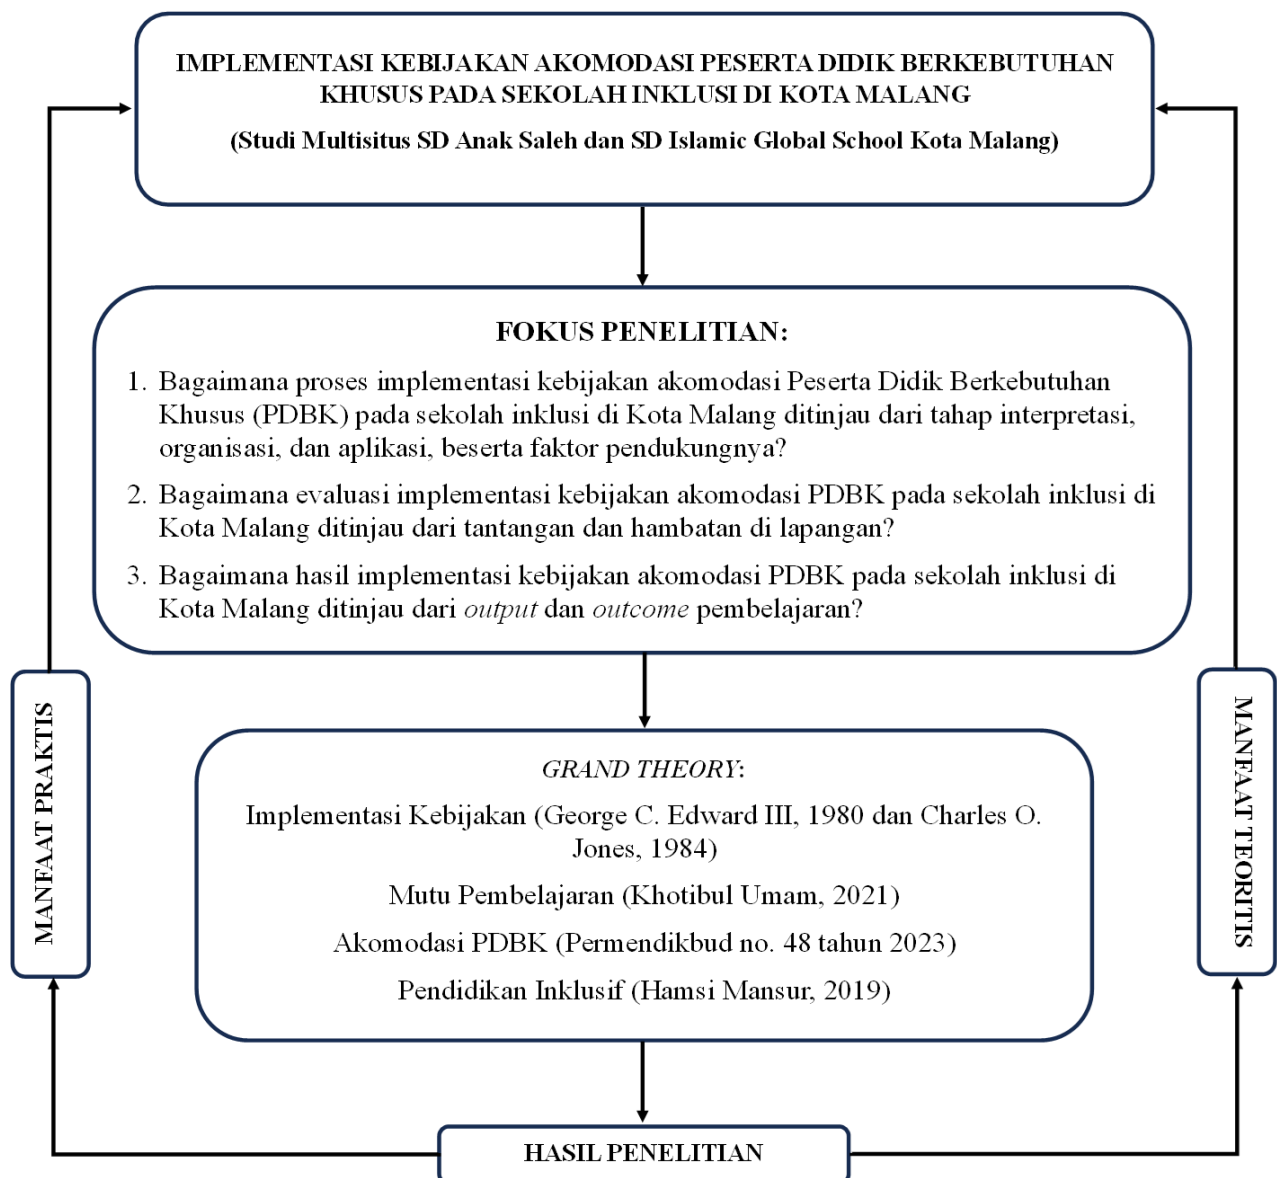 IMPLEMENTASI KEBIJAKAN AKOMODASI PESERTA DIDIK BERKEBUTUHAN
KHUSUS PADA SEKOLAH INKLUSI DI KOTA MALANG
(Studi Multisitus SD Anak Saleh dan SD Islamic Global School Kota Malang)
FOKUS PENELITIAN:
1. Bagaimana proses implementasi kebijakan akomodasi Peserta Didik Berkebutuhan
Khusus (PDBK) pada sekolah inklusi di Kota Malang ditinjau dari tahap interpretasi,
organisasi, dan aplikasi, beserta faktor pendukungnya?
2. Bagaimana evaluasi implementasi kebijakan akomodasi PDBK pada sekolah inklusi di
Kota Malang ditinjau dari tantangan dan hambatan di lapangan?
3. Bagaimana hasil implementasi kebijakan akomodasi PDBK pada sekolah inklusi di
Kota Malang ditinjau dari output dan outcome pembelajaran?
MANFAAT PRAKTIS
MANFAAT TEORITIS
GRAND THEORY:
Implementasi Kebijakan (George C. Edward III, 1980 dan Charles O.
Jones, 1984)
Mutu Pembelajaran (Khotibul Umam, 2021)
Akomodasi PDBK (Permendikbud no. 48 tahun 2023)
Pendidikan Inklusif (Hamsi Mansur, 2019)
HASIL PENELITIAN